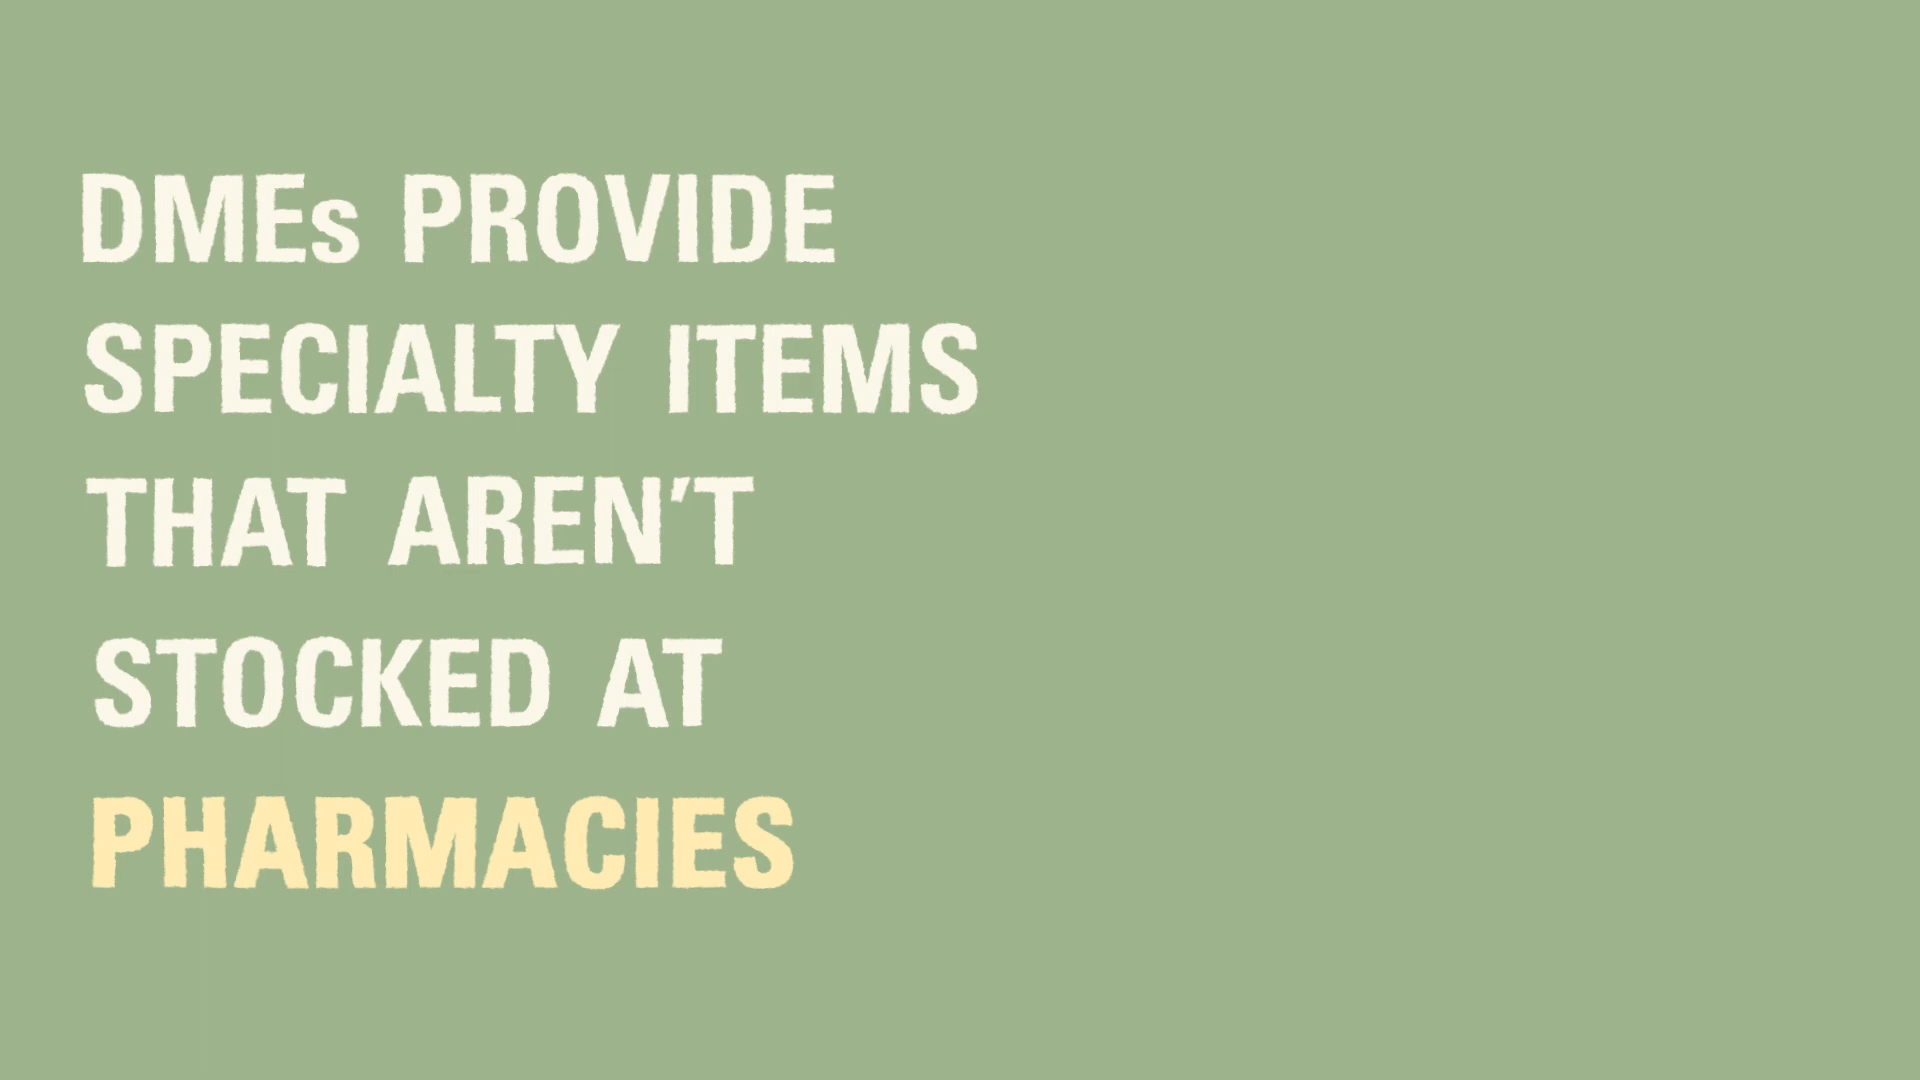 DMEs PROVIDE
SPECIALTY ITEMS
THAT AREN'T
STOCKED AT
PHARMACIES